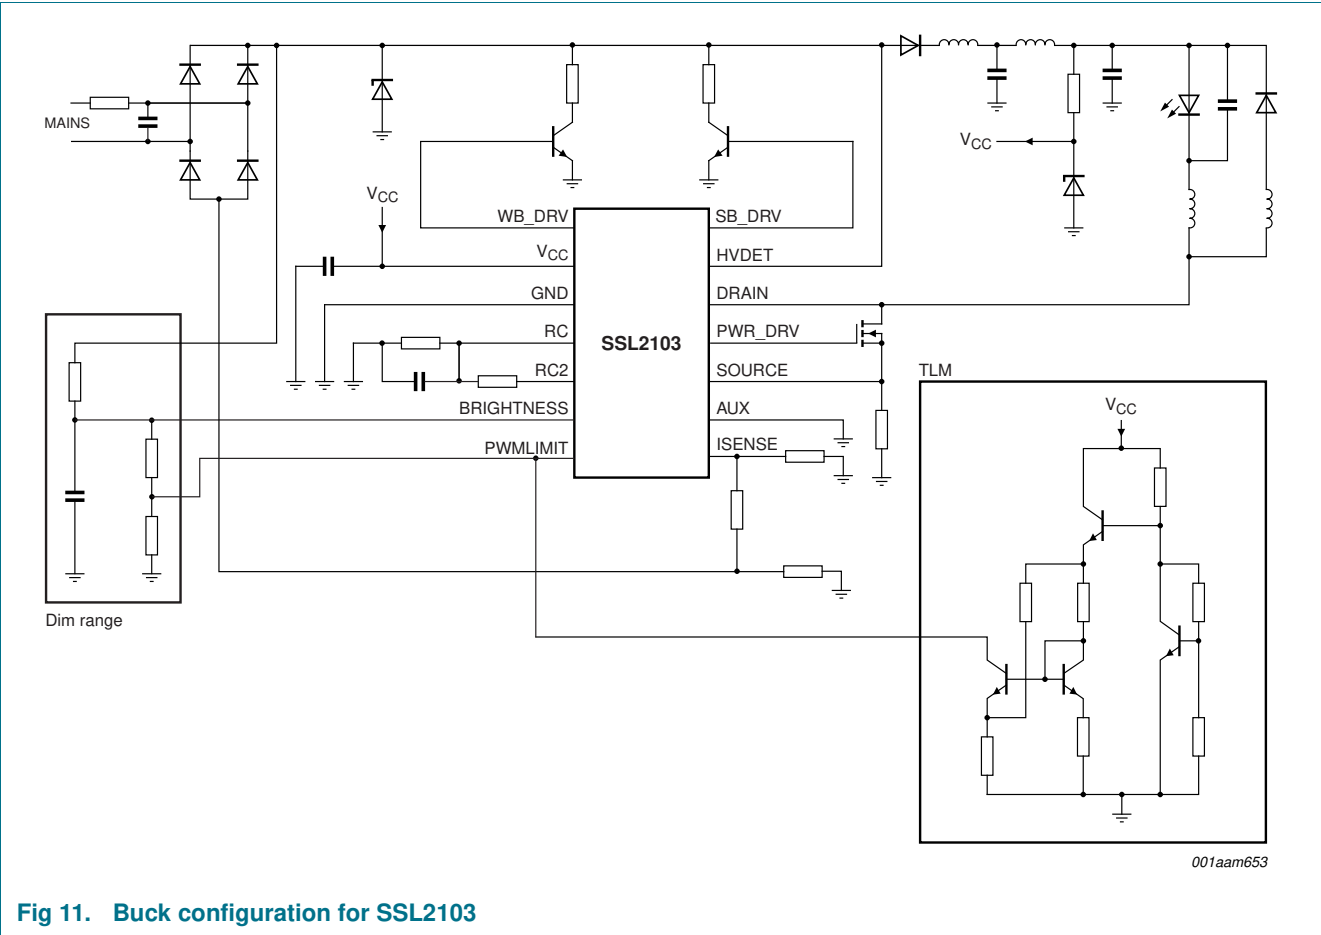 MAINS
VCC
VCC
WB_DRV
SB_DRV
VCC
HVDET
GND
DRAIN
RC
SSL2103
PWR_DRV
RC2
SOURCE
TLM
BRIGHTNESS
AUX
VCC
PWMLIMIT
ISENSE
Dim range
001aam653
Fig 11. Buck configuration for SSL2103